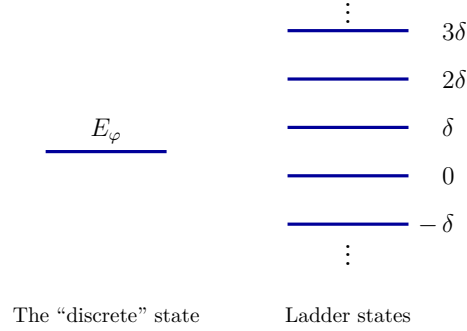 ⋮
3δ
2δ
E_φ
δ
0
− δ
⋮
The “discrete” state
Ladder states